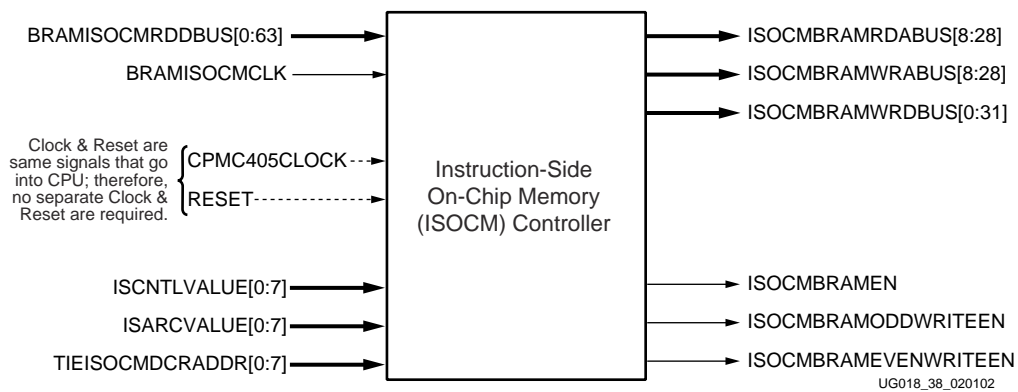 BRAMISOCMRDDBUS[0:63]
BRAMISOCMCLK
Clock & Reset are
same signals that go
into CPU; therefore,
no separate Clock &
Reset are required.
CPMC405CLOCK
RESET
ISCNTLVALUE[0:7]
ISARCVALUE[0:7]
TIEISOCMDCRADDR[0:7]
Instruction-Side
On-Chip Memory
(ISOCM) Controller
ISOCMBRAMRDABUS[8:28]
ISOCMBRAMWRABUS[8:28]
ISOCMBRAMWRDBUS[0:31]
ISOCMBRAMEN
ISOCMBRAMODDWRITEEN
ISOCMBRAMEVENWRITEEN
UG018_38_020102